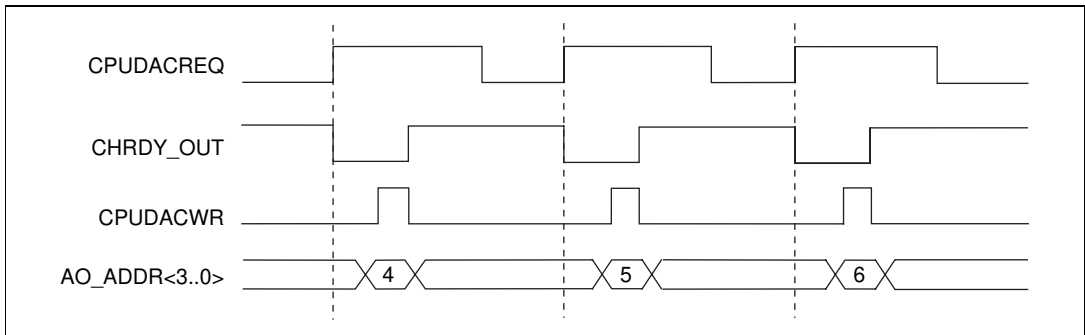 CPUDACREQ
CHRDY_OUT
CPUDACWR
AO_ADDR<3..0> 4 5 6